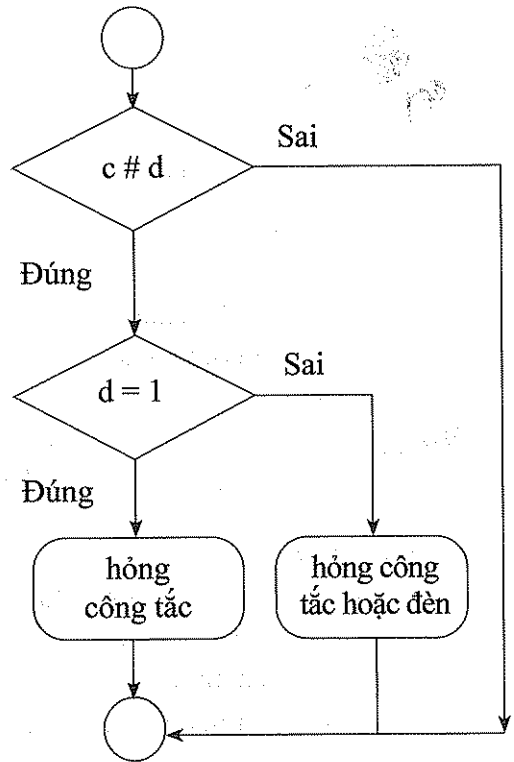 Sai
c # d
Đúng
Sai
d = 1
Đúng
hỏng
công tắc
hỏng công
tắc hoặc đèn